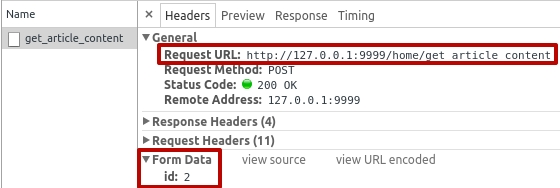 Name
get_article_content
× Headers Preview Response Timing
▼ General
Request URL: http://127.0.0.1:9999/home/get_article_content
Request Method: POST
Status Code: 200 OK
Remote Address: 127.0.0.1:9999
▶ Response Headers (4)
▶ Request Headers (11)
▼ Form Data view source view URL encoded
id: 2